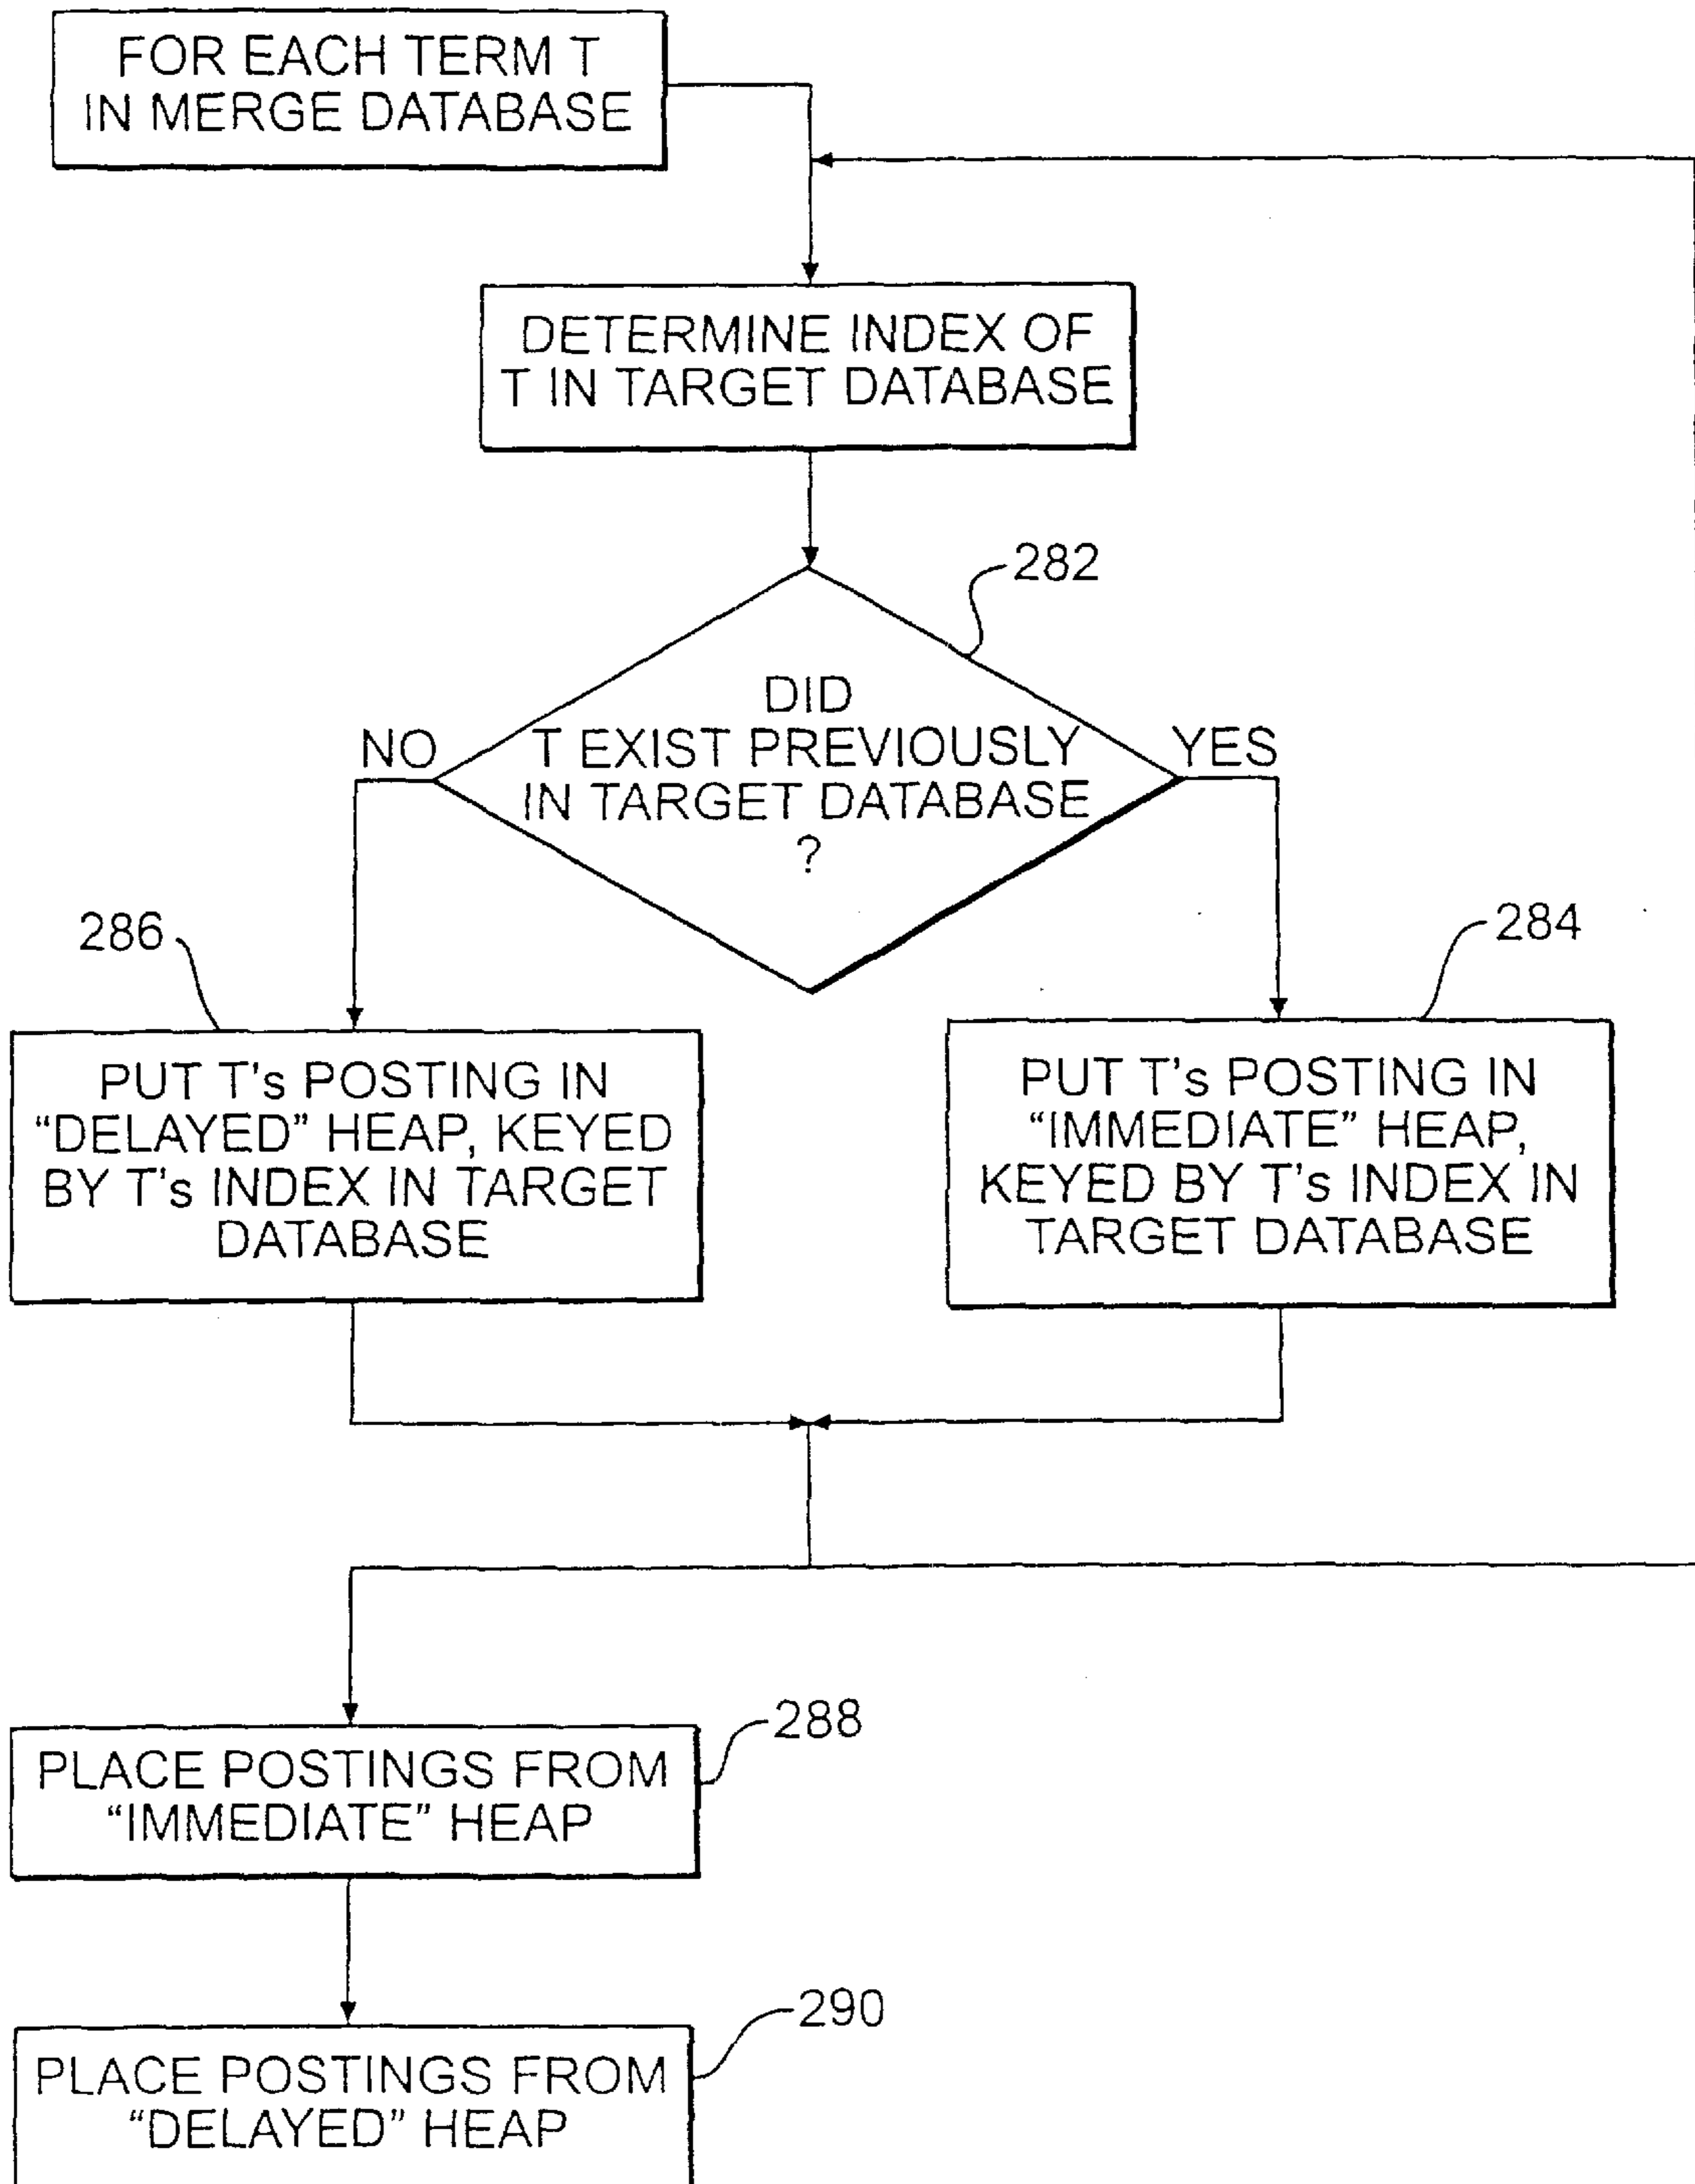 FOR EACH TERM T
IN MERGE DATABASE
DETERMINE INDEX OF
T IN TARGET DATABASE
282
DID
T EXIST PREVIOUSLY
IN TARGET DATABASE
?
NO
YES
286
284
PUT T's POSTING IN
“DELAYED” HEAP, KEYED
BY T's INDEX IN TARGET
DATABASE
PUT T's POSTING IN
“IMMEDIATE” HEAP,
KEYED BY T's INDEX IN
TARGET DATABASE
288
PLACE POSTINGS FROM
“IMMEDIATE” HEAP
290
PLACE POSTINGS FROM
“DELAYED” HEAP